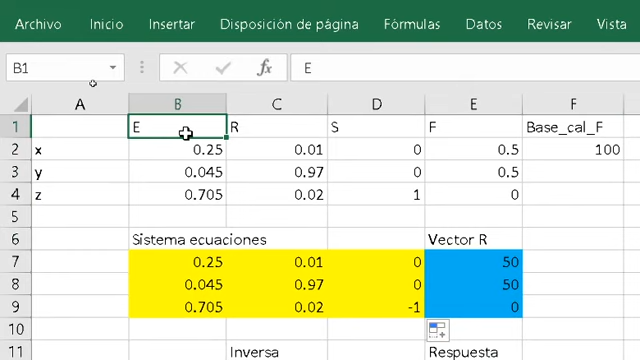 Archivo Inicio Insertar Disposición de página Fórmulas Datos Revisar Vista
B1 fx E
A B C D E F
1 E R S F Base_cal_F
2 x 0.25 0.01 0 0.5 100
3 y 0.045 0.97 0 0.5
4 z 0.705 0.02 1 0
5
6 Sistema ecuaciones Vector R
7 0.25 0.01 0 50
8 0.045 0.97 0 50
9 0.705 0.02 -1 0
10
11 Inversa Respuesta